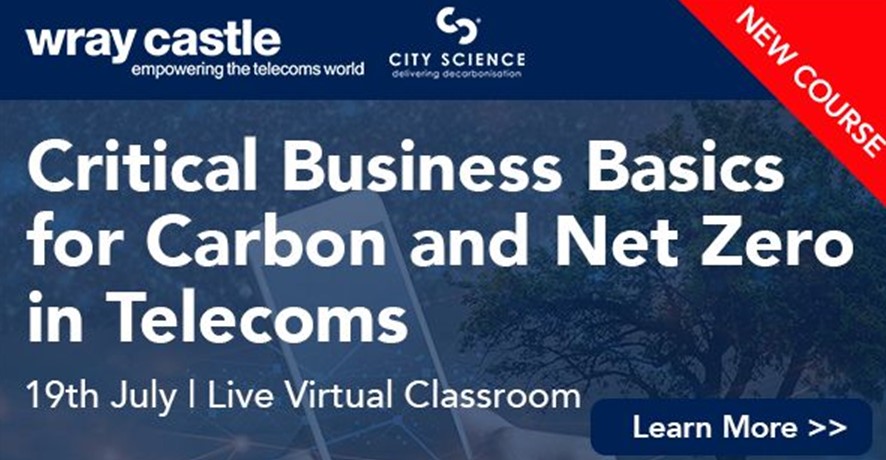 wray castle
empowering the telecoms world
CITY SCIENCE
delivering decarbonisation
NEW COURSE
Critical Business Basics
for Carbon and Net Zero
in Telecoms
19th July | Live Virtual Classroom
Learn More >>